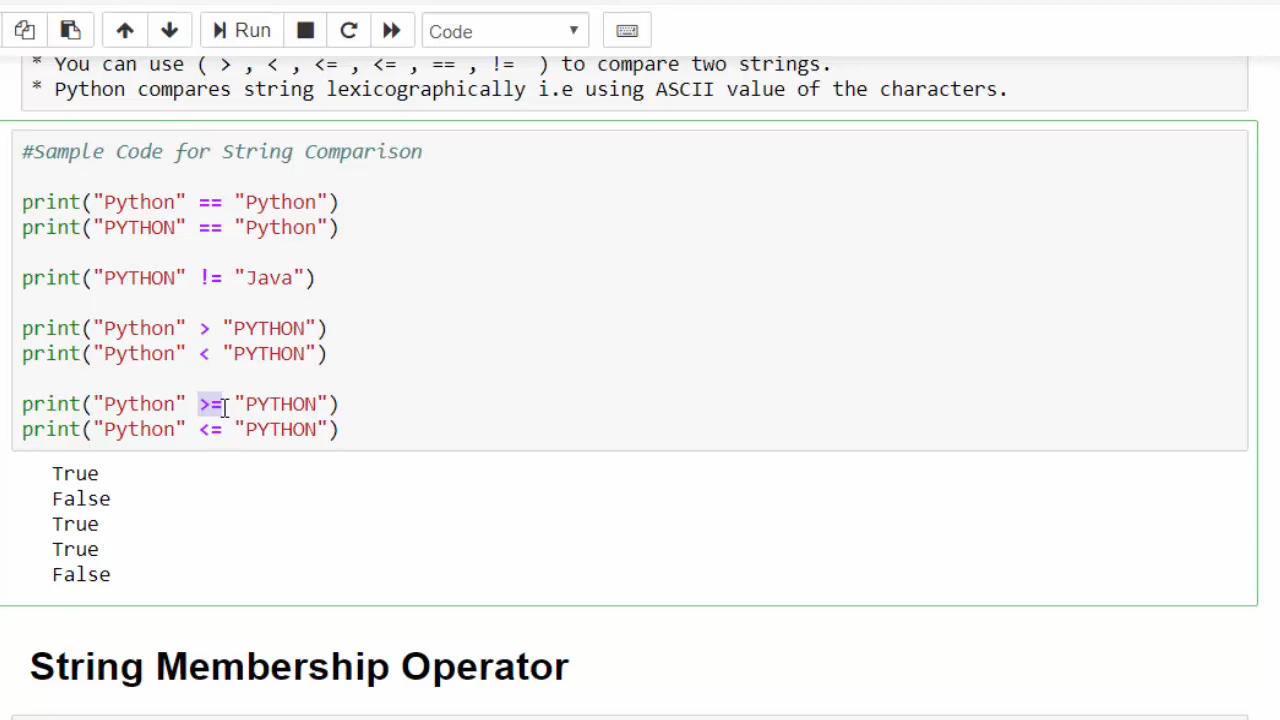 Run
Code
* You can use ( > , < , <= , <= , == , != ) to compare two strings.
* Python compares string lexicographically i.e using ASCII value of the characters.
#Sample Code for String Comparison
print("Python" == "Python")
print("PYTHON" == "Python")
print("PYTHON" != "Java")
print("Python" > "PYTHON")
print("Python" < "PYTHON")
print("Python" >= "PYTHON")
print("Python" <= "PYTHON")
True
False
True
True
False
String Membership Operator